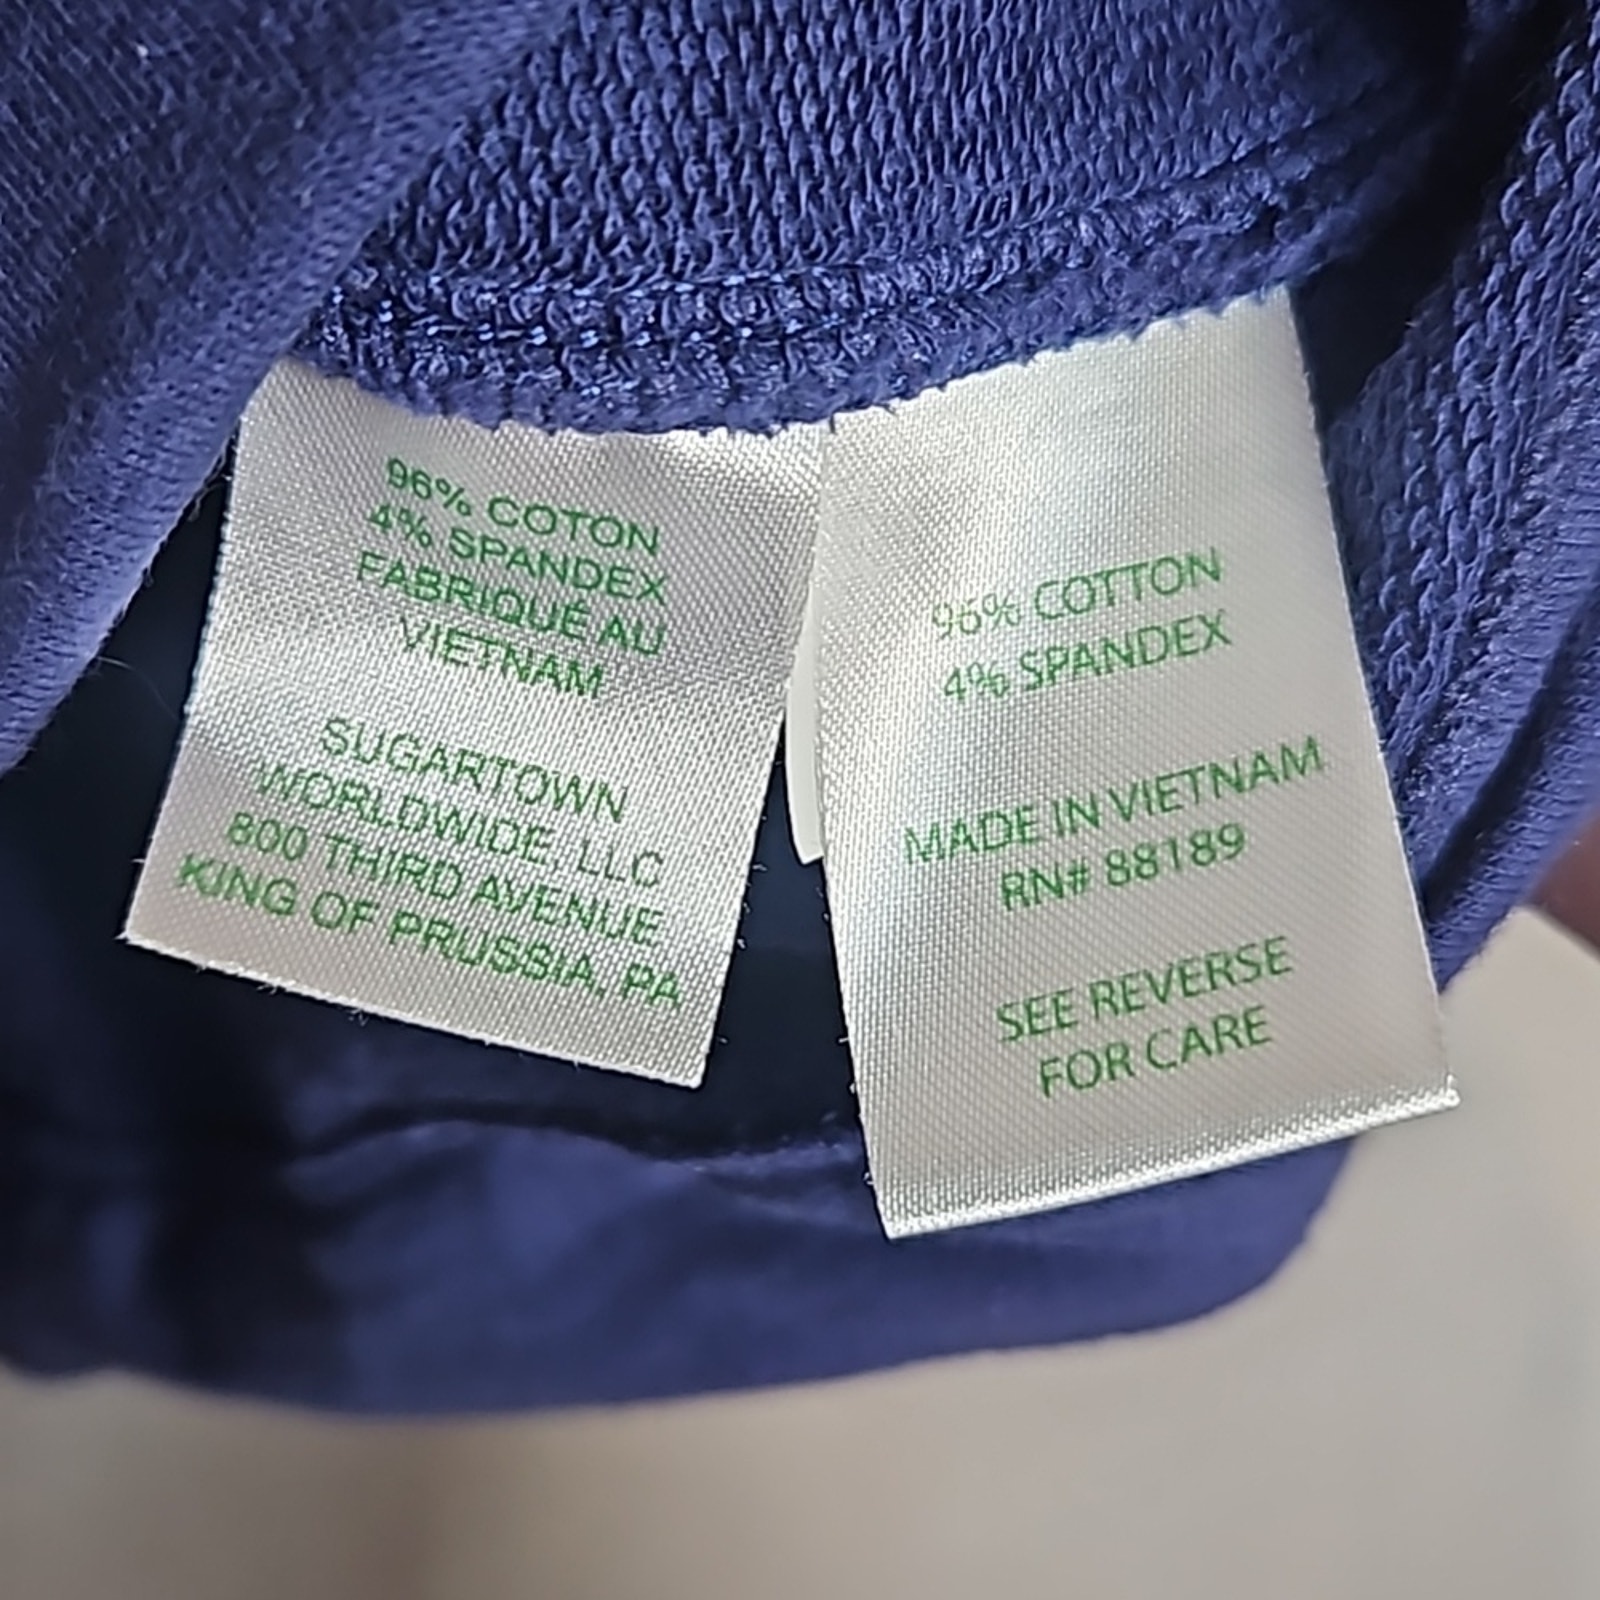 96% COTON
4% SPANDEX
FABRIQUÉ AU
VIETNAM
SUGARTOWN
WORLDWIDE, LLC
800 THIRD AVENUE
KING OF PRUSSIA, PA
96% COTTON
4% SPANDEX
MADE IN VIETNAM
RN# 88189
SEE REVERSE
FOR CARE